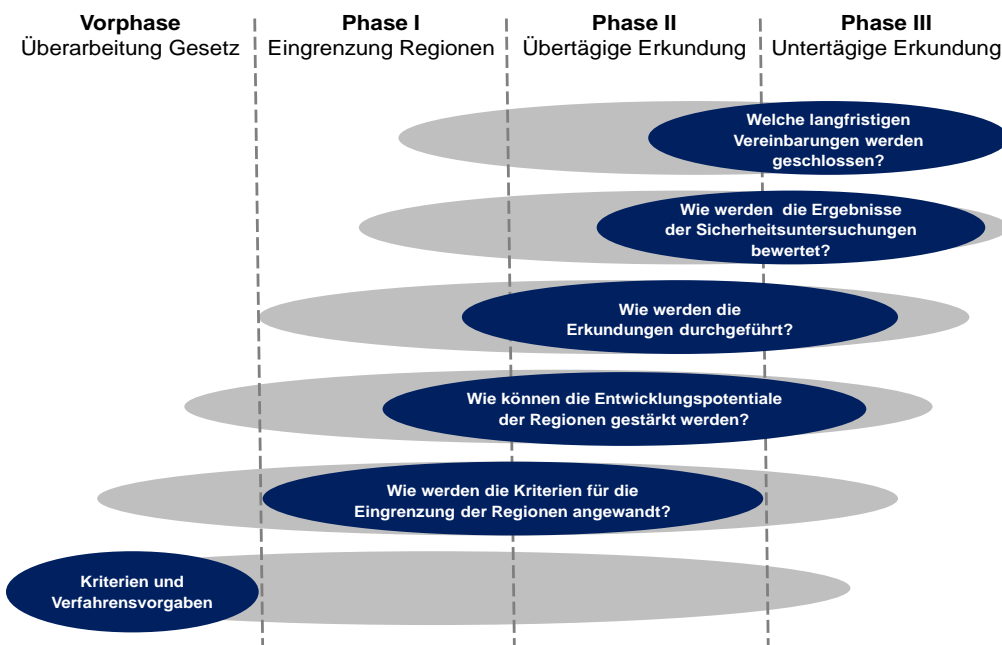 Vorphase
Überarbeitung Gesetz
Phase I
Eingrenzung Regionen
Phase II
Übertägige Erkundung
Phase III
Untertägige Erkundung
Welche langfristigen
Vereinbarungen werden
geschlossen?
Wie werden die Ergebnisse
der Sicherheitsuntersuchungen
bewertet?
Wie werden die
Erkundungen durchgeführt?
Wie können die Entwicklungspotentiale
der Regionen gestärkt werden?
Wie werden die Kriterien für die
Eingrenzung der Regionen angewandt?
Kriterien und
Verfahrensvorgaben